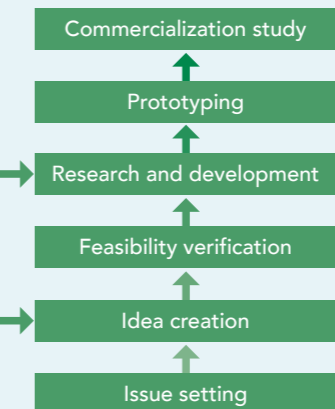 Commercialization study
Prototyping
Research and development
Feasibility verification
Idea creation
Issue setting